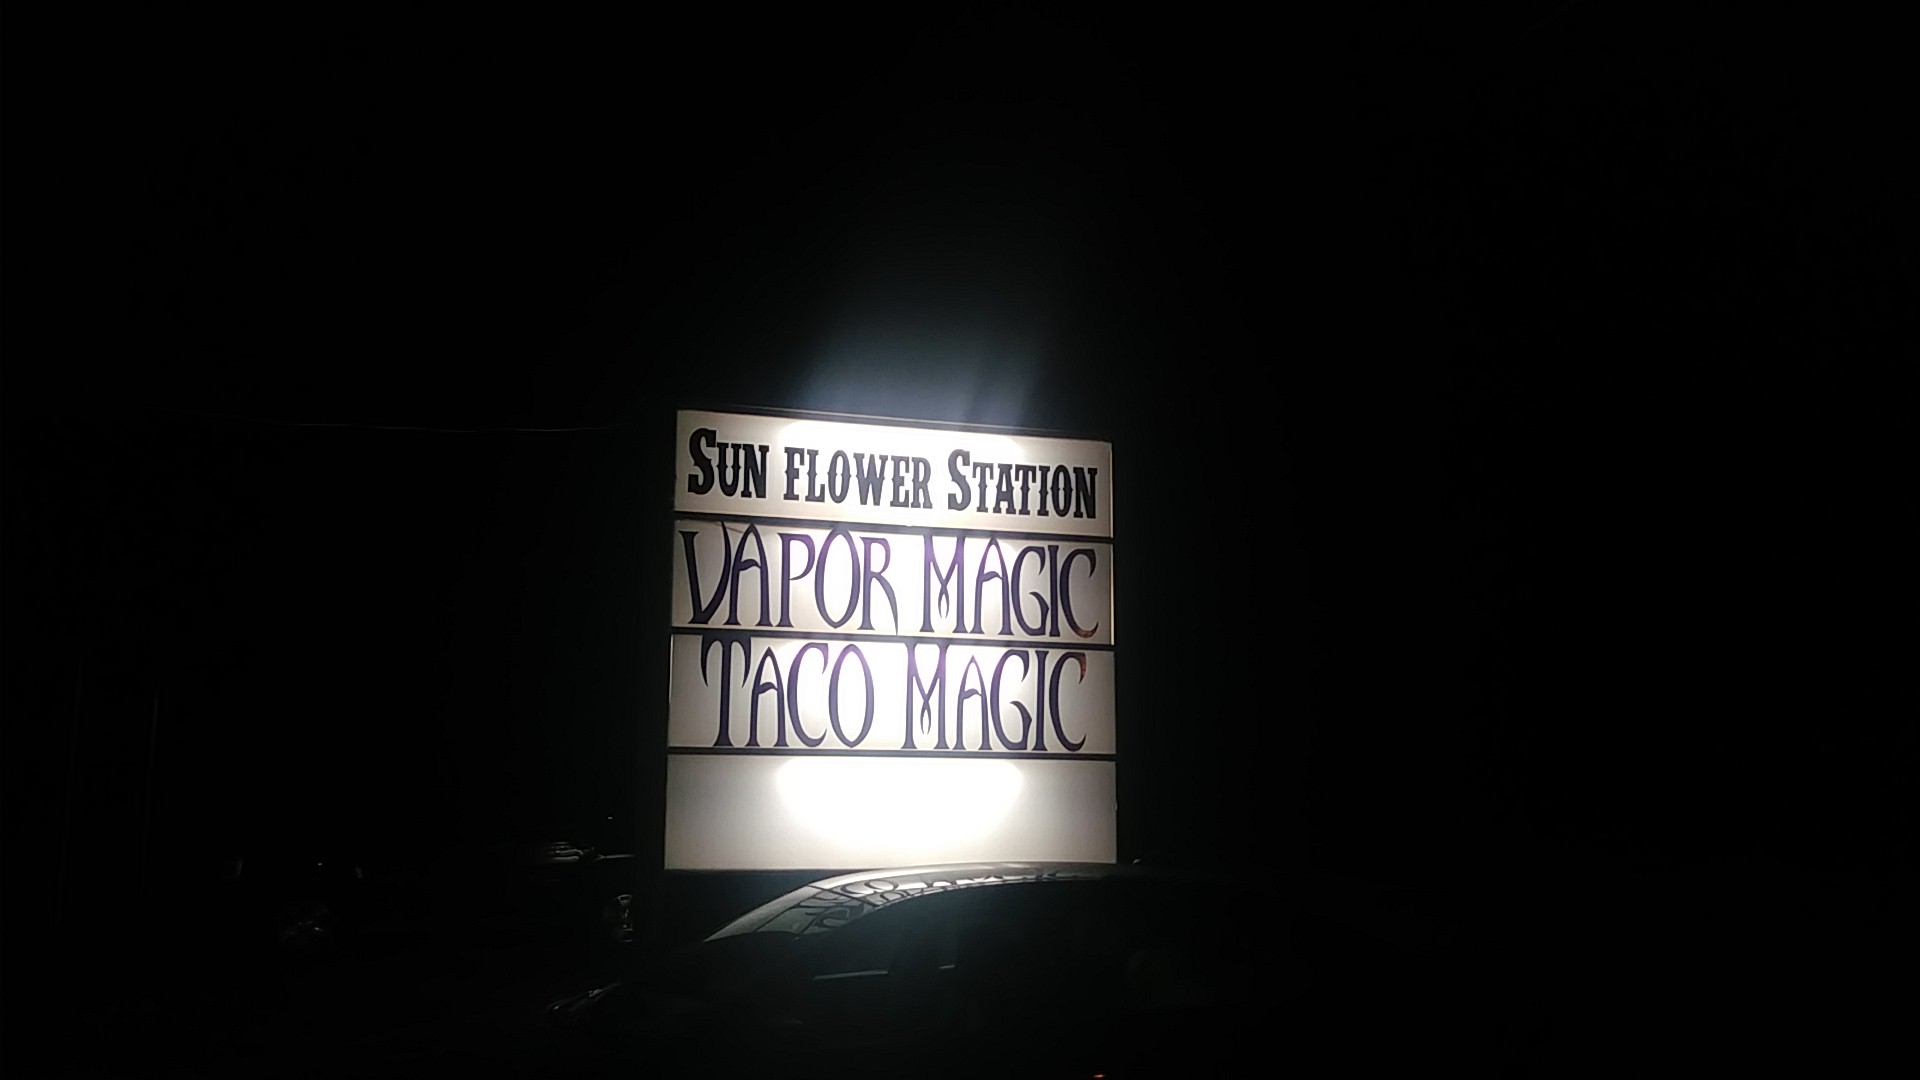 SUN FLOWER STATION
VAPOR MAGIC
TACO MAGIC